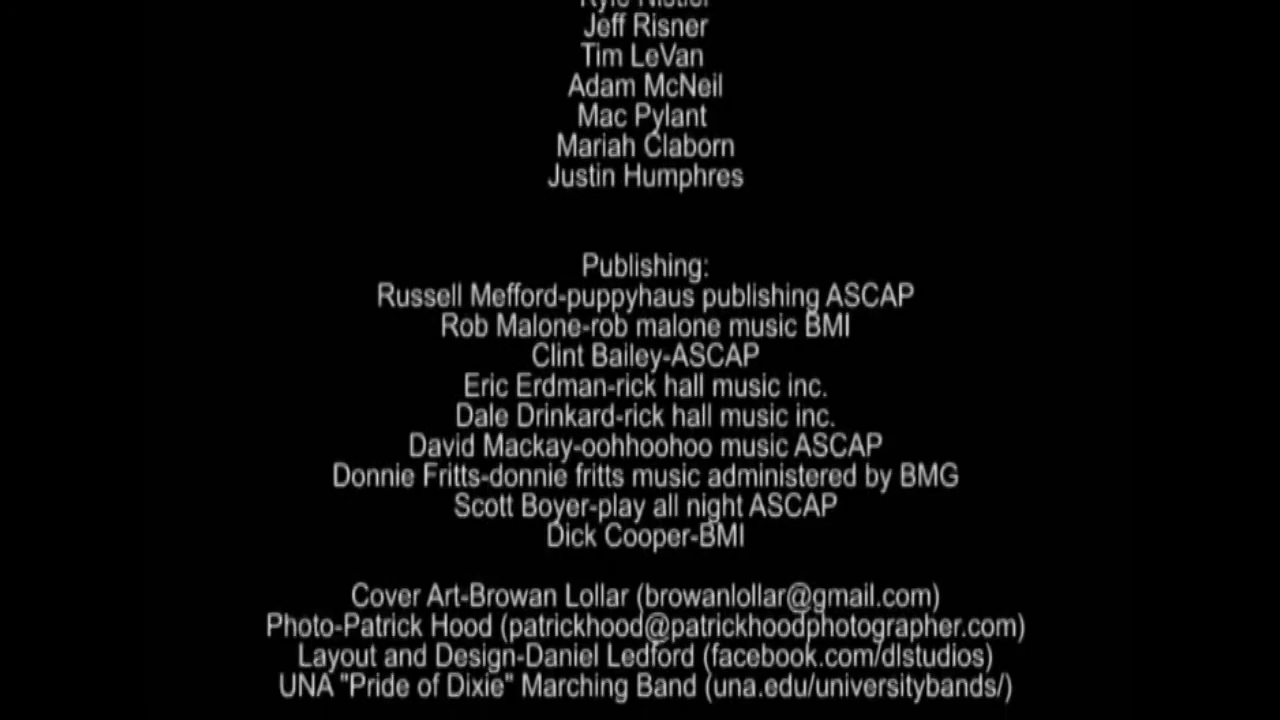 Jeff Risner
Tim LeVan
Adam McNeil
Mac Pylant
Mariah Claborn
Justin Humphres
Publishing:
Russell Mefford-puppyhaus publishing ASCAP
Rob Malone-rob malone music BMI
Clint Bailey-ASCAP
Eric Erdman-rick hall music inc.
Dale Drinkard-rick hall music inc.
David Mackay-oohhoohoo music ASCAP
Donnie Fritts-donnie fritts music administered by BMG
Scott Boyer-play all night ASCAP
Dick Cooper-BMI
Cover Art-Browan Lollar (browanlollar@gmail.com)
Photo-Patrick Hood (patrickhood@patrickhoodphotographer.com)
Layout and Design-Daniel Ledford (facebook.com/dlstudios)
UNA "Pride of Dixie" Marching Band (una.edu/universitybands/)